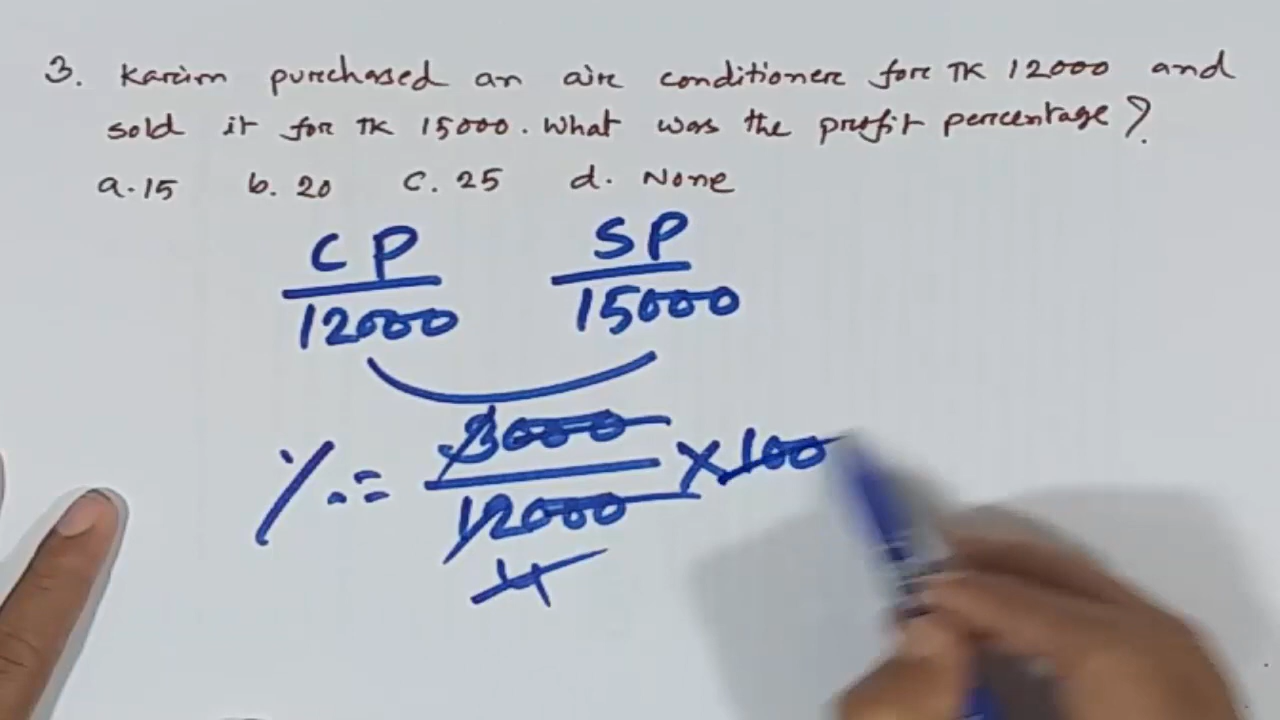 3. Karim purchased an air conditioner for TK 12000 and
sold it for TK 15000. What was the profit percentage?
a. 15 b. 20 c. 25 d. None
CP SP
12000 15000
3000
% = × 100
12000
4